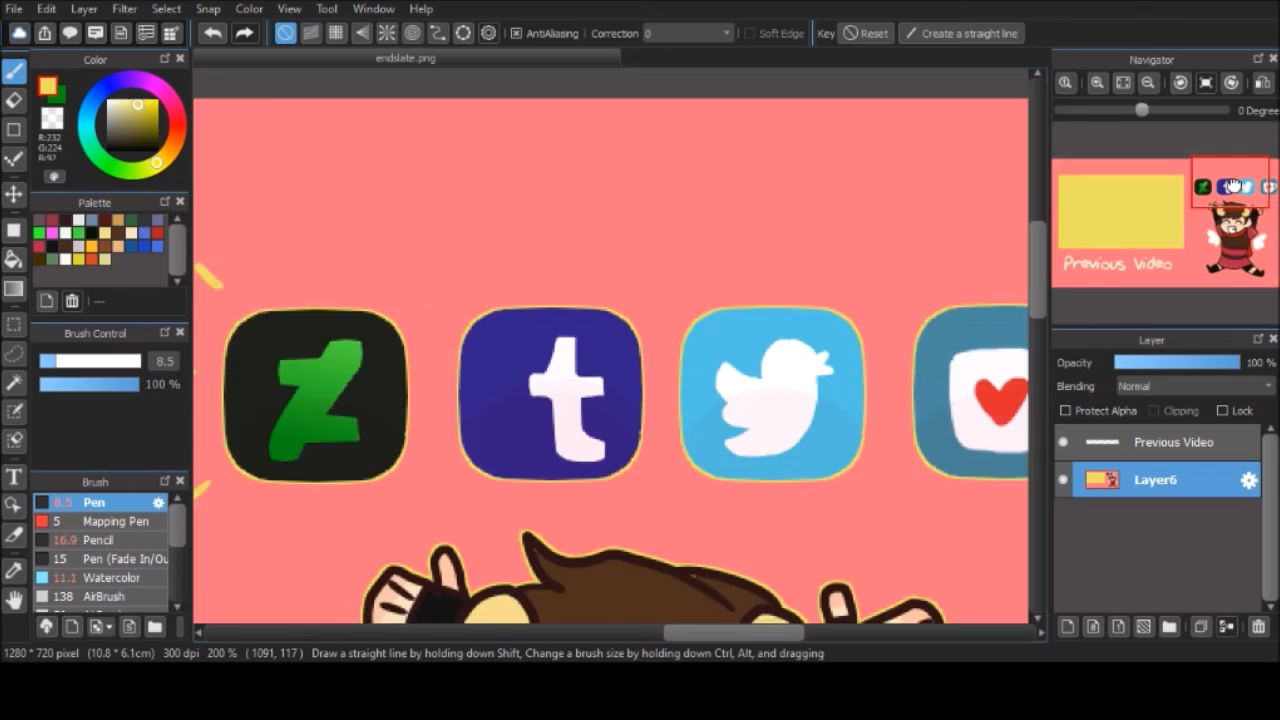 File Edit Layer Filter Select Snap Color View Tool Window Help
AntiAliasing Correction 0 Soft Edge Key Reset Create a straight line
endslate.png
Color
R:232
G:224
R:92
Palette
---
Brush Control
8.5
100 %
Brush
8.5 Pen
5 Mapping Pen
16.9 Pencil
15 Pen (Fade In/Ou
11.1 Watercolor
138 AirBrush
t
Navigator
0 Degree
Previous Video
Layer
Opacity 100 %
Blending Normal
Protect Alpha Clipping Lock
Previous Video
Layer6
T
1280 * 720 pixel (10.8 * 6.1cm) 300 dpi 200 % ( 1091, 117 ) Draw a straight line by holding down Shift, Change a brush size by holding down Ctrl, Alt, and dragging